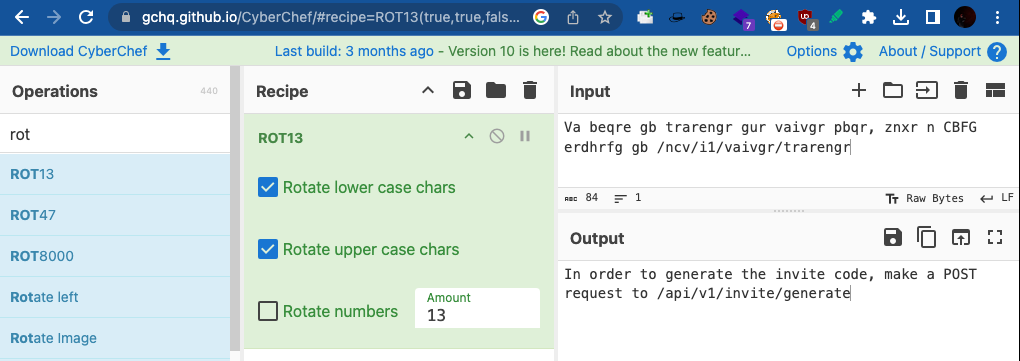 gchq.github.io/CyberChef/#recipe=ROT13(true,true,fals...
7
4
Download CyberChef
Last build: 3 months ago - Version 10 is here! Read about the new featur...
Options
About / Support
Operations
440
rot
ROT13
ROT47
ROT8000
Rotate left
Rotate Image
Recipe
ROT13
Rotate lower case chars
Rotate upper case chars
Rotate numbers
Amount
13
Input
Va beqre gb trarengr gur vaivgr pbqr, znxr n CBFG
erdhrfg gb /ncv/i1/vaivgr/trarengr
ABC 84
1
Tт Raw Bytes
LF
Output
In order to generate the invite code, make a POST
request to /api/v1/invite/generate